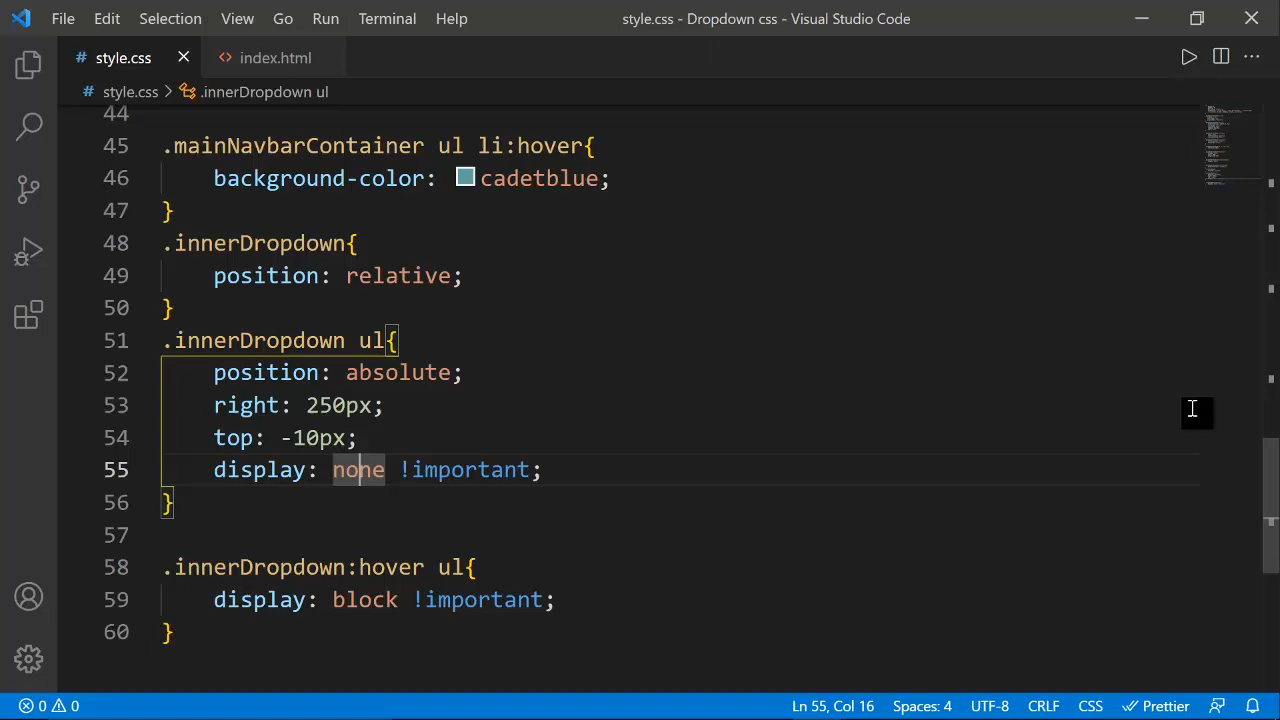 File Edit Selection View Go Run Terminal Help style.css - Dropdown css - Visual Studio Code
# style.css index.html
# style.css > .innerDropdown ul
44
45 .mainNavbarContainer ul li:hover{
46 background-color: cadetblue;
47 }
48 .innerDropdown{
49 position: relative;
50 }
51 .innerDropdown ul{
52 position: absolute;
53 right: 250px;
54 top: -10px;
55 display: none !important;
56 }
57
58 .innerDropdown:hover ul{
59 display: block !important;
60 }
0 0 Ln 55, Col 16 Spaces: 4 UTF-8 CRLF CSS Prettier